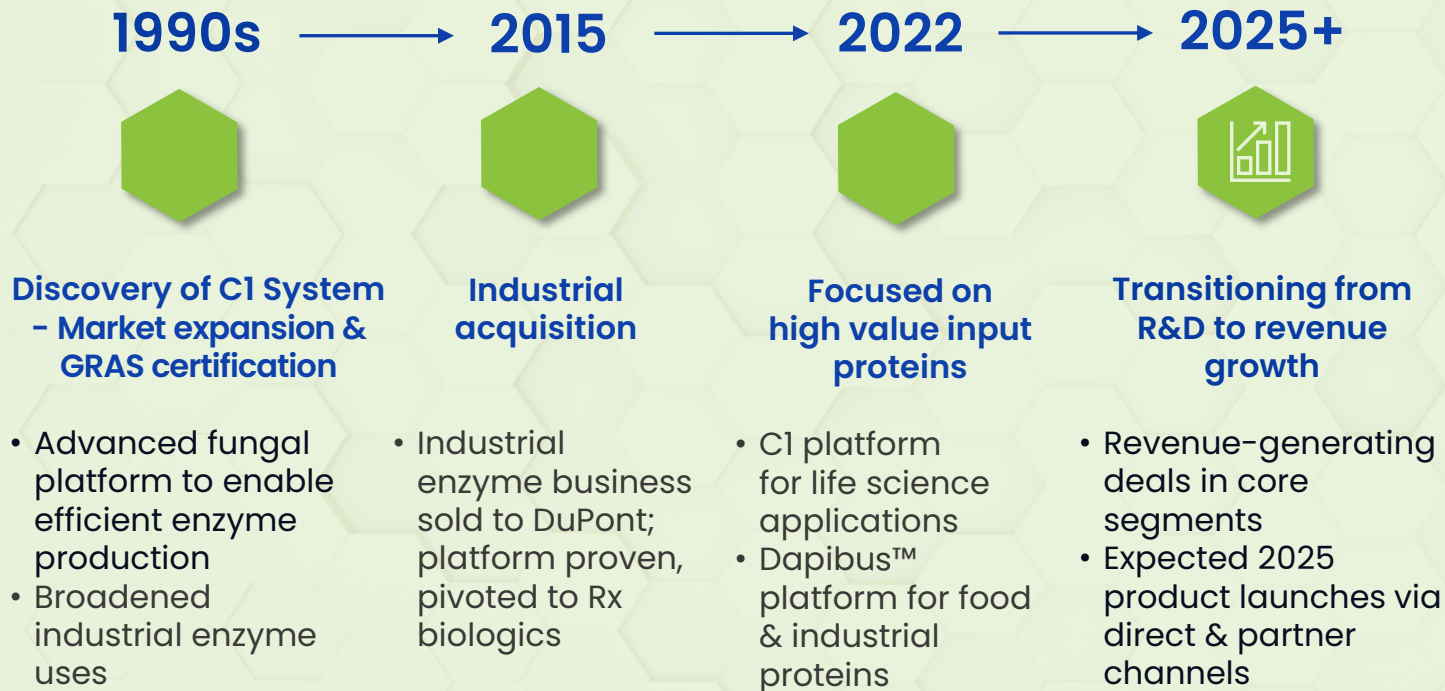 1990s
2015
2022
2025+
Discovery of C1 System
- Market expansion &
GRAS certification
Industrial
acquisition
Focused on
high value input
proteins
Transitioning from
R&D to revenue
growth
• Advanced fungal
platform to enable
efficient enzyme
production
• Broadened
industrial enzyme
uses
• Industrial
enzyme business
sold to DuPont;
platform proven,
pivoted to Rx
biologics
• C1 platform
for life science
applications
• Dapibus™
platform for food
& industrial
proteins
• Revenue-generating
deals in core
segments
• Expected 2025
product launches via
direct & partner
channels